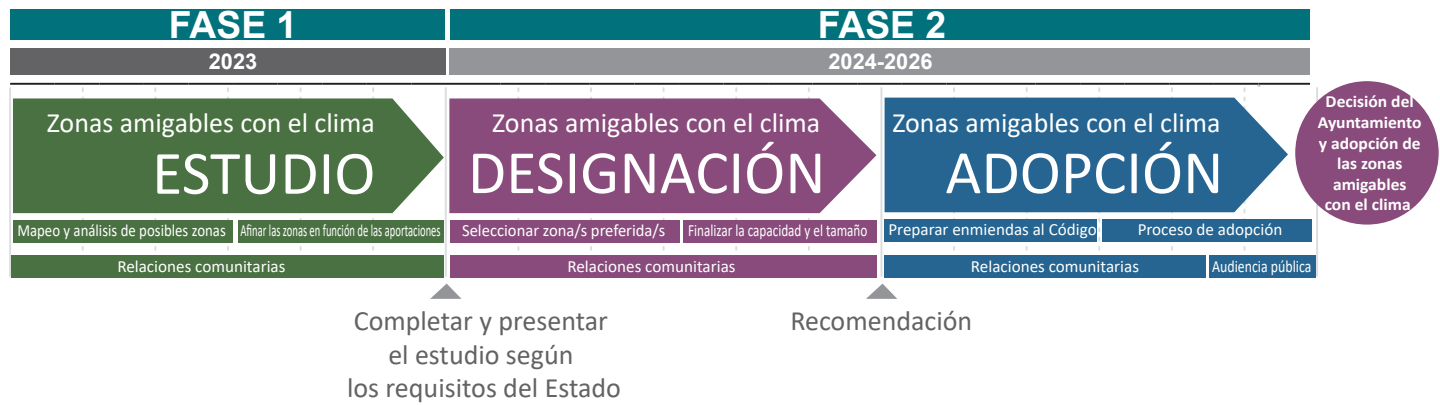 FASE 1
FASE 2
2023
2024-2026
Zonas amigables con el clima
ESTUDIO
Zonas amigables con el clima
DESIGNACIÓN
Zonas amigables con el clima
ADOPCIÓN
Decisión del
Ayuntamiento
y adopción de
las zonas
amigables
con el clima
Mapeo y análisis de posibles zonas
Afinar las zonas en función de las aportaciones
Seleccionar zona/s preferida/s
Finalizar la capacidad y el tamaño
Preparar enmiendas al Código
Proceso de adopción
Relaciones comunitarias
Relaciones comunitarias
Relaciones comunitarias
Audiencia pública
Completar y presentar
el estudio según
los requisitos del Estado
Recomendación